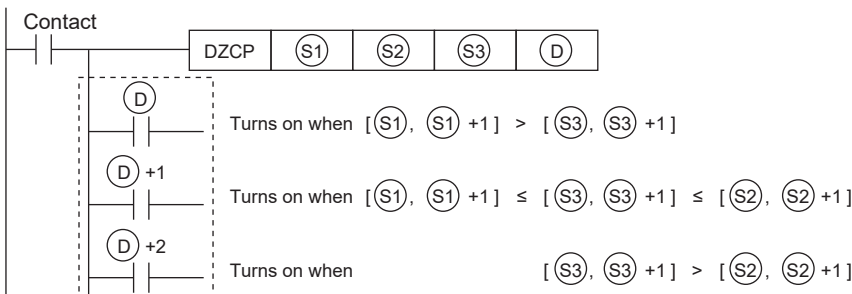 Contact
DZCP S1 S2 S3 D
D
Turns on when [S1, S1 +1] > [S3, S3 +1]
D +1
Turns on when [S1, S1 +1] ≤ [S3, S3 +1] ≤ [S2, S2 +1]
D +2
Turns on when [S3, S3 +1] > [S2, S2 +1]